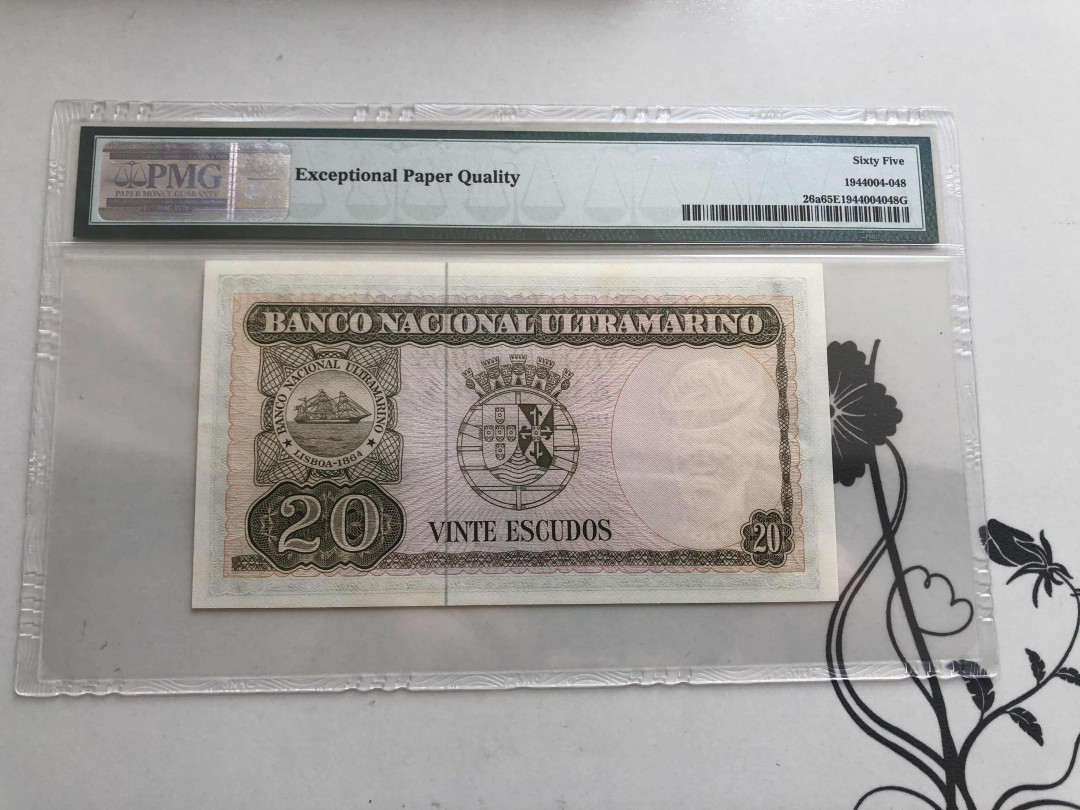 PMG
PAPER MONEY GUARANTY
Exceptional Paper Quality
Sixty Five
1944004-048
26a65E1944004048G
BANCO NACIONAL ULTRAMARINO
BANCO NACIONAL ULTRAMARINO
LISBOA-1864
20
VINTE ESCUDOS
20